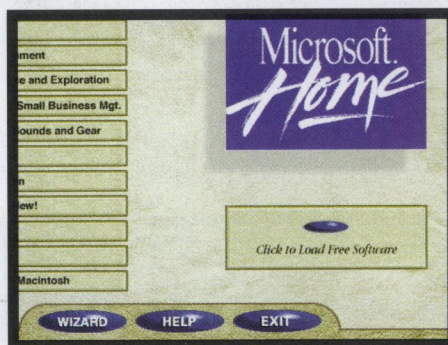 ment
e and Exploration
Small Business Mgt.
ounds and Gear
n
ew!
Macintosh
Microsoft
Home
Click to Load Free Software
WIZARD
HELP
EXIT